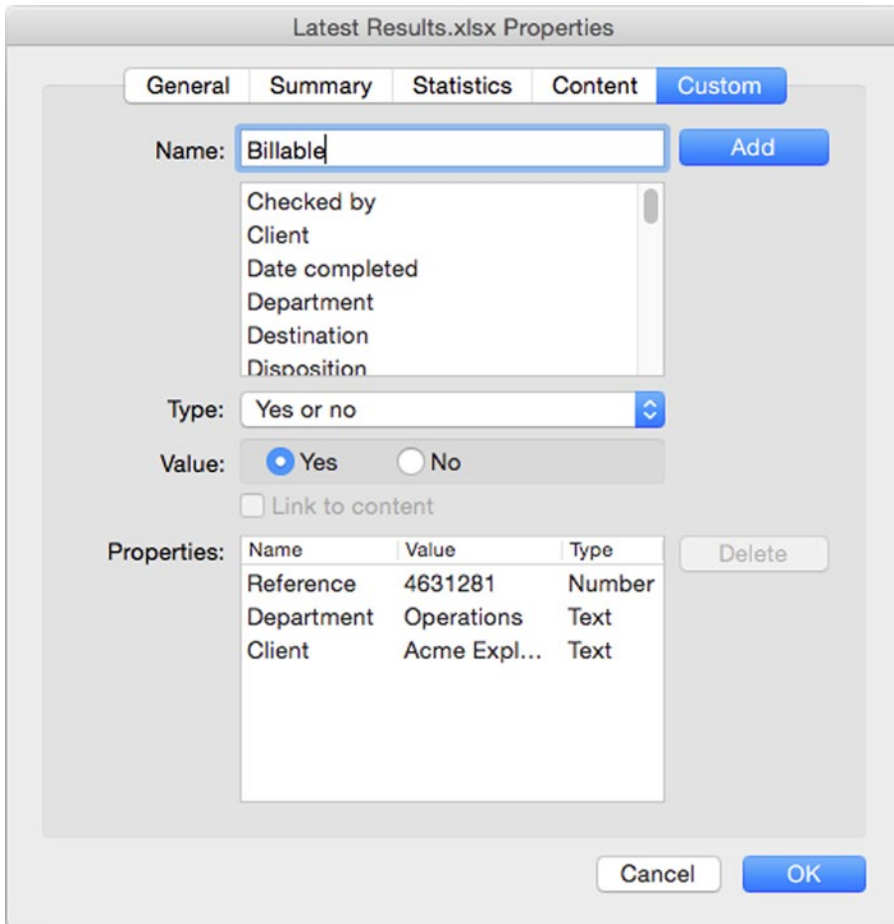 Latest Results.xlsx Properties
General Summary Statistics Content Custom
Name: Billable Add
Checked by
Client
Date completed
Department
Destination
Disposition
Type: Yes or no
Value: Yes No
Link to content
Properties: Name Value Type Delete
Reference 4631281 Number
Department Operations Text
Client Acme Expl... Text
Cancel OK